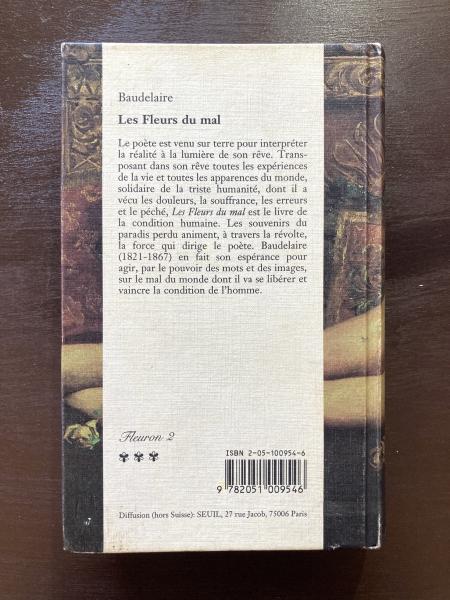 Baudelaire
Les Fleurs du mal
Le poète est venu sur terre pour interpréter
la réalité à la lumière de son rêve. Trans-
posant dans son rêve toutes les expériences
de la vie et toutes les apparences du monde,
solidaire de la triste humanité, dont il a
vécu les douleurs, la souffrance, les erreurs
et le péché, Les Fleurs du mal est le livre de
la condition humaine. Les souvenirs du
paradis perdu animent, à travers la révolte,
la force qui dirige le poète. Baudelaire
(1821-1867) en fait son espérance pour
agir, par le pouvoir des mots et des images,
sur le mal du monde dont il va se libérer et
vaincre la condition de l'homme.
Fleuron 2
ISBN 2-05-100954-6
9 782051 009546
Diffusion (hors Suisse): SEUIL, 27 rue Jacob, 75006 Paris